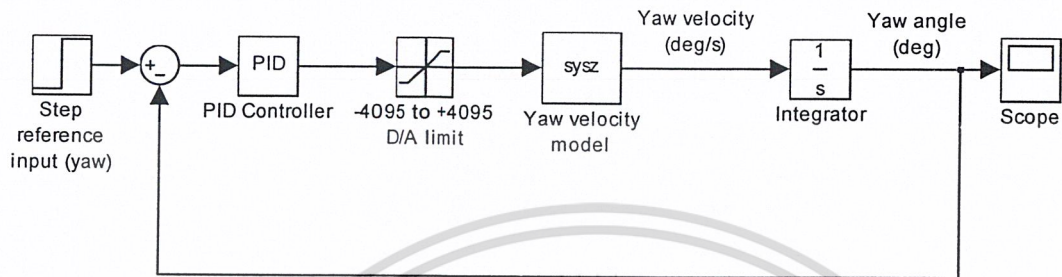 Yaw velocity
(deg/s)
Yaw angle
(deg)
+
−
PID
sysz
1
s
Step
reference
input (yaw)
PID Controller
-4095 to +4095
D/A limit
Yaw velocity
model
Integrator
Scope